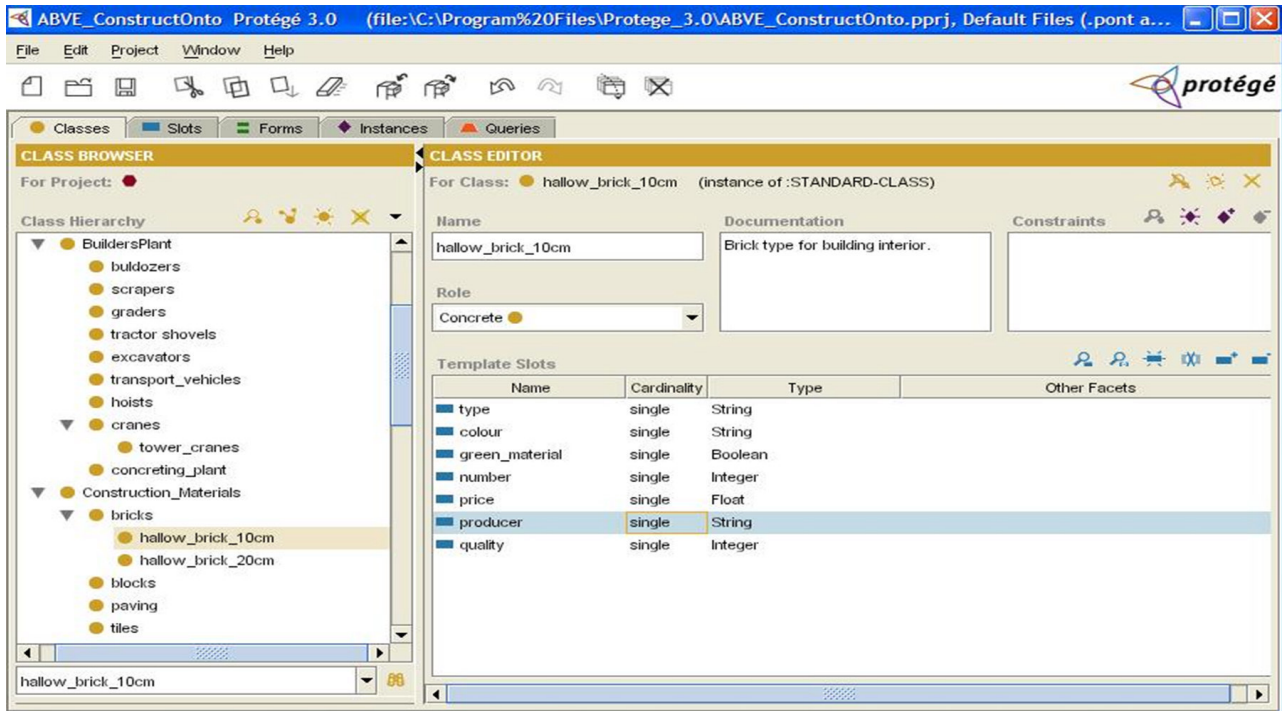 ABVE_ConstructOnto Protégé 3.0 (file:\C:\Program%20Files\Protege_3.0\ABVE_ConstructOnto.pprj, Default Files (.pont a...
File Edit Project Window Help
protégé
Classes Slots Forms Instances Queries
CLASS BROWSER
For Project:
Class Hierarchy
BuildersPlant
buldozers
scrapers
graders
tractor shovels
excavators
transport_vehicles
hoists
cranes
tower_cranes
concreting_plant
Construction_Materials
bricks
hallow_brick_10cm
hallow_brick_20cm
blocks
paving
tiles
hallow_brick_10cm
CLASS EDITOR
For Class: hallow_brick_10cm (instance of :STANDARD-CLASS)
Name
hallow_brick_10cm
Role
Concrete
Documentation
Brick type for building interior.
Constraints
Template Slots
Name Cardinality Type Other Facets
type single String
colour single String
green_material single Boolean
number single Integer
price single Float
producer single String
quality single Integer